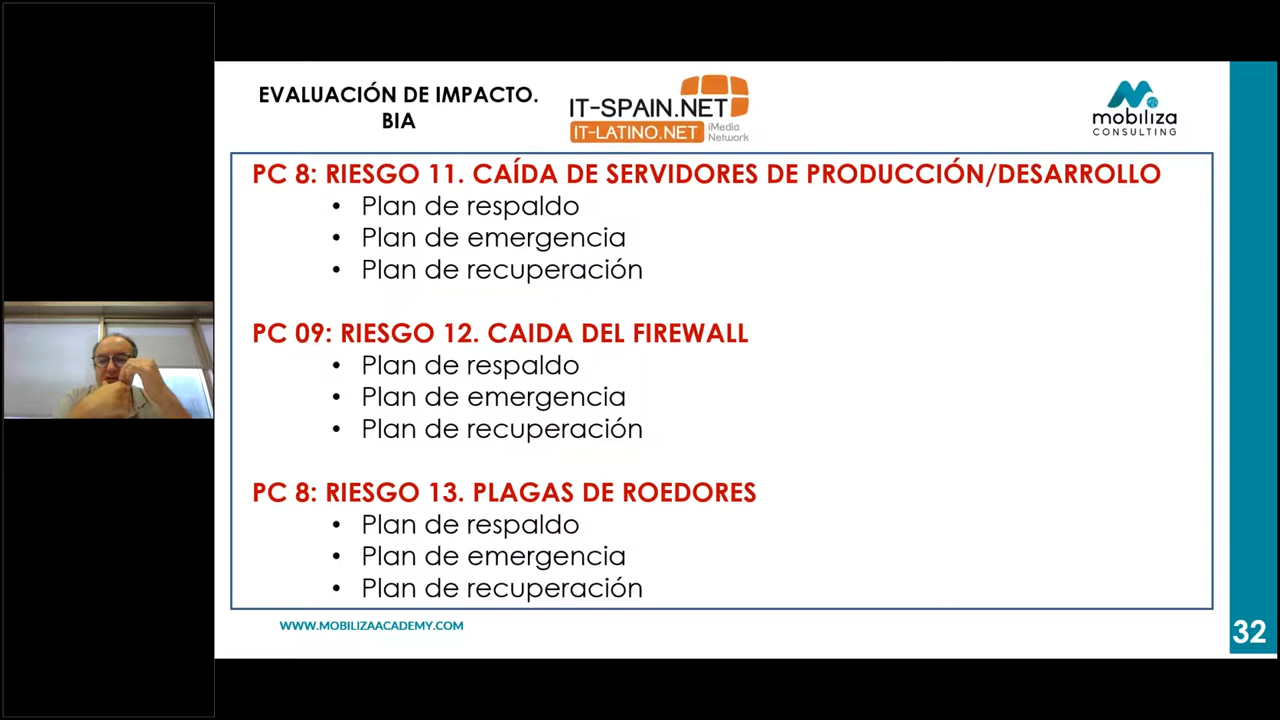 EVALUACIÓN DE IMPACTO.
BIA
IT-SPAIN.NET
IT-LATINO.NET
iMedia
Network
mobiliza
CONSULTING
PC 8: RIESGO 11. CAÍDA DE SERVIDORES DE PRODUCCIÓN/DESARROLLO
• Plan de respaldo
• Plan de emergencia
• Plan de recuperación
PC 09: RIESGO 12. CAIDA DEL FIREWALL
• Plan de respaldo
• Plan de emergencia
• Plan de recuperación
PC 8: RIESGO 13. PLAGAS DE ROEDORES
• Plan de respaldo
• Plan de emergencia
• Plan de recuperación
WWW.MOBILIZAACADEMY.COM
32